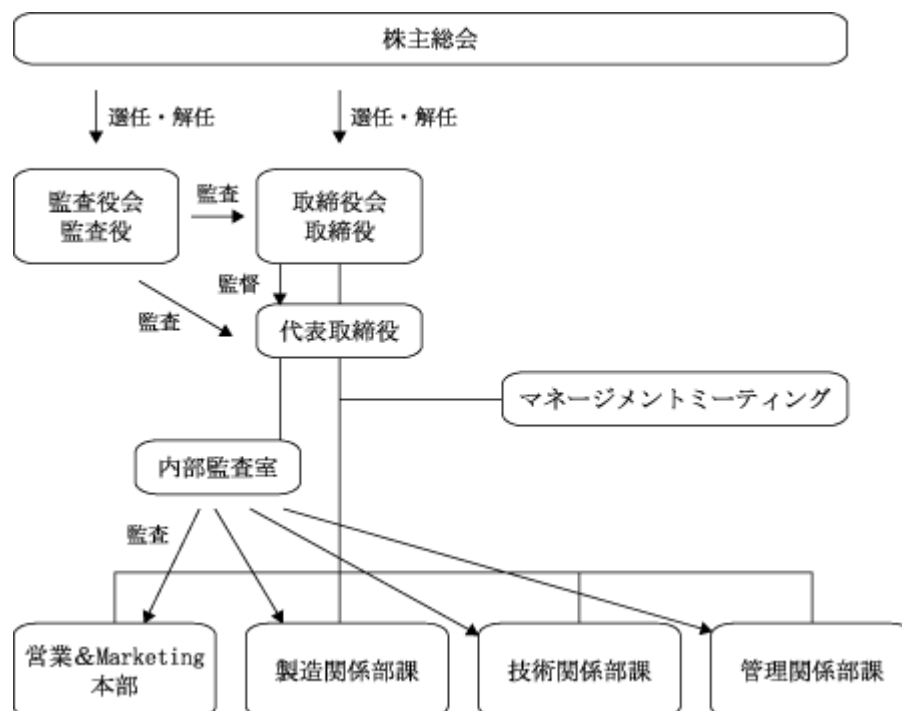 株主総会
選任・解任
選任・解任
監査役会
監査役
監査
取締役会
取締役
監督
監査
代表取締役
マネージメントミーティング
内部監査室
監査
営業&Marketing
本部
製造関係部課
技術関係部課
管理関係部課